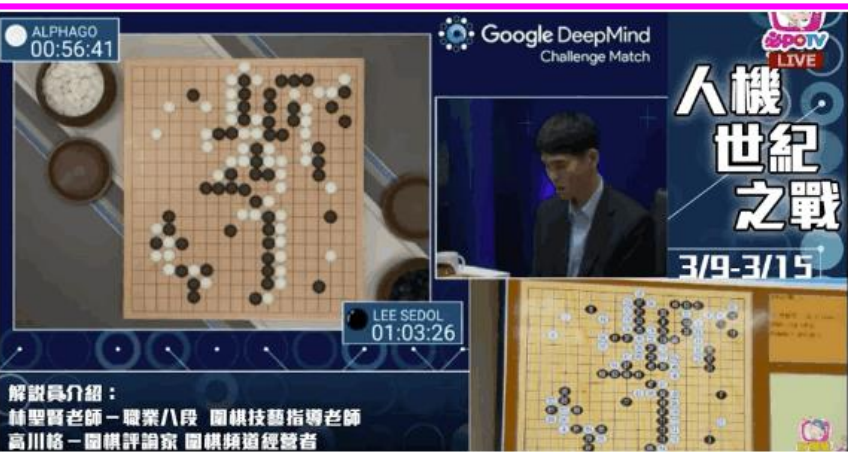 ALPHAGO
00:56:41
Google DeepMind
Challenge Match
LIVE
人機
世紀
之戰
3/9-3/15
LEE SEDOL
01:03:26
解說員介紹：
林聖賢老師－職業八段 圍棋技藝指導老師
高川格－圍棋評論家 圍棋頻道經營者